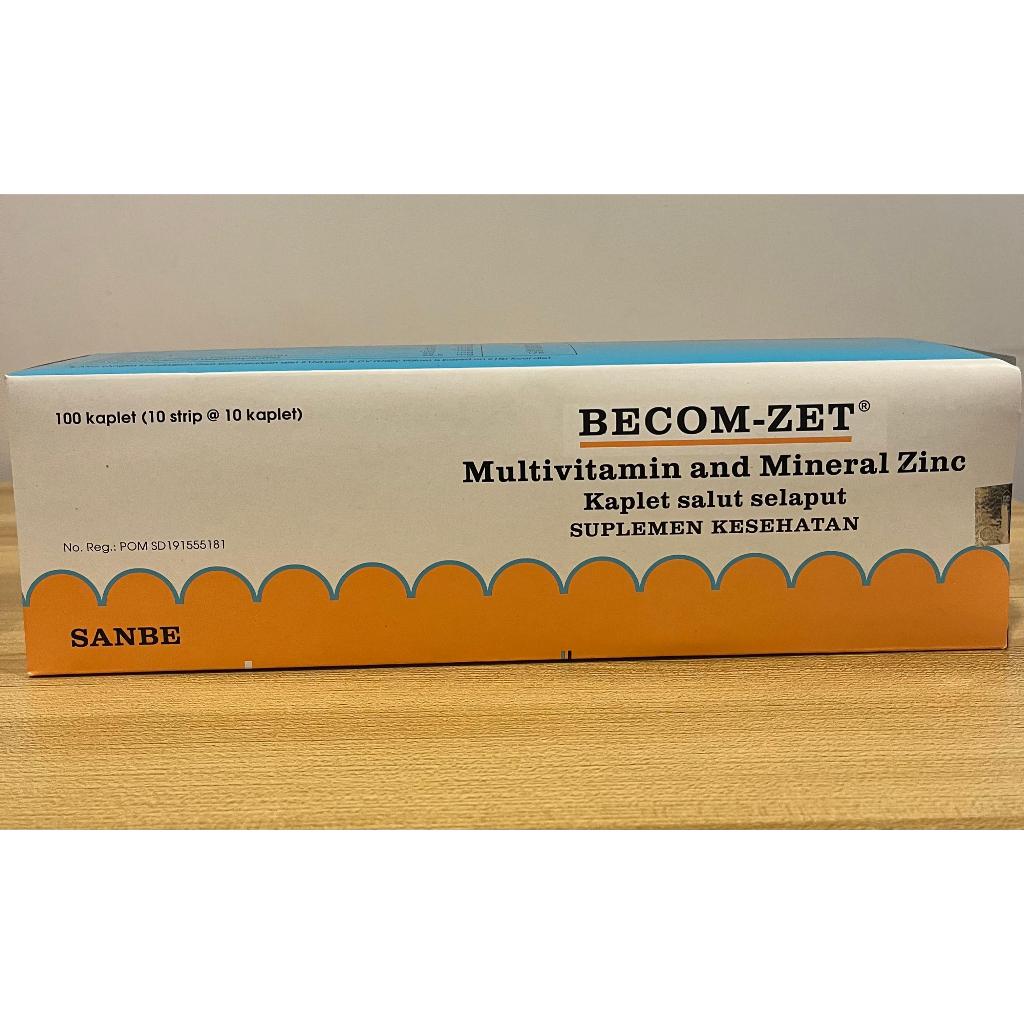 100 kaplet (10 strip @ 10 kaplet)
BECOM-ZET®
Multivitamin and Mineral Zinc
Kaplet salut selaput
SUPLEMEN KESEHATAN
No. Reg.: POM SD191555181
SANBE